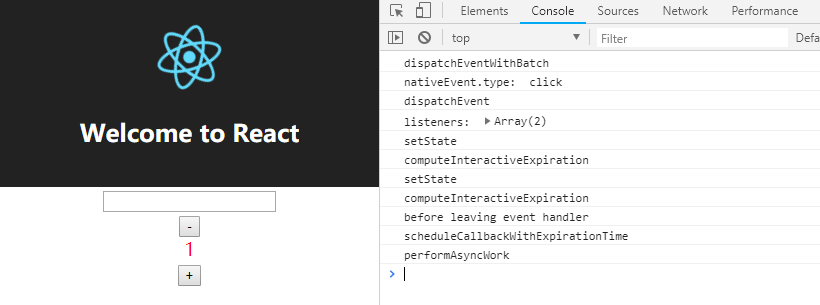 Welcome to React
-
1
+
Elements Console Sources Network Performance
top Filter Defa
dispatchEventWithBatch
nativeEvent.type: click
dispatchEvent
listeners: ▶Array(2)
setState
computeInteractiveExpiration
setState
computeInteractiveExpiration
before leaving event handler
scheduleCallbackWithExpirationTime
performAsyncWork
>